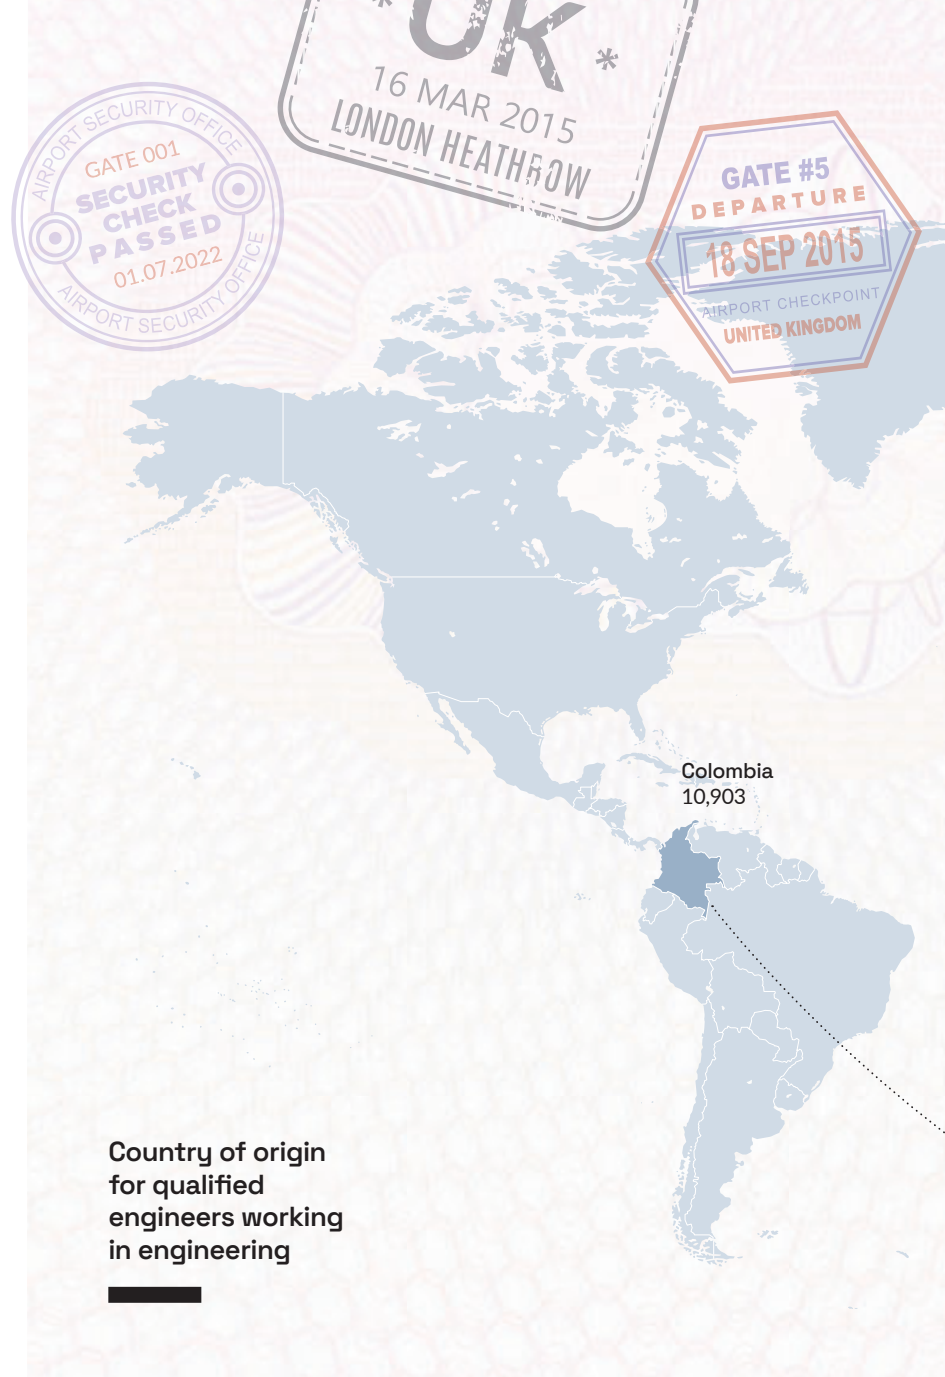 UK
16 MAR 2015
LONDON HEATHROW
AIRPORT SECURITY OFFICE
GATE 001
SECURITY
CHECK
PASSED
01.07.2022
AIRPORT SECURITY OFFICE
GATE #5
DEPARTURE
18 SEP 2015
AIRPORT CHECKPOINT
UNITED KINGDOM
Colombia
10,903
Country of origin
for qualified
engineers working
in engineering